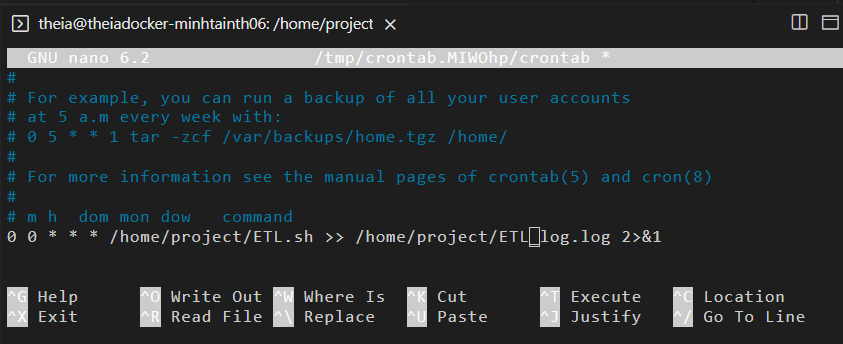 theia@theiadocker-minhtainth06: /home/project
GNU nano 6.2 /tmp/crontab.MIWOhp/crontab *
#
# For example, you can run a backup of all your user accounts
# at 5 a.m every week with:
# 0 5 * * 1 tar -zcf /var/backups/home.tgz /home/
#
# For more information see the manual pages of crontab(5) and cron(8)
#
# m h  dom mon dow   command
0 0 * * * /home/project/ETL.sh >> /home/project/ETL_log.log 2>&1
^G Help ^O Write Out ^W Where Is ^K Cut ^T Execute ^C Location
^X Exit ^R Read File ^\ Replace ^U Paste ^J Justify ^/ Go To Line